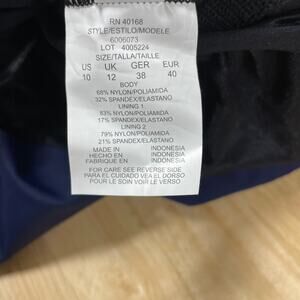 RN 40168
STYLE/ESTILO/MODELE
6006073
LOT 4005224
SIZE/TALLA/TAILLE
US UK GER EUR
10 12 38 40
BODY
68% NYLON/POLIAMIDA
32% SPANDEX/ELASTANO
LINING 1
83% NYLON/POLIAMIDA
17% SPANDEX/ELASTANO
LINING 2
79% NYLON/POLIAMIDA
21% SPANDEX/ELASTANO
MADE IN INDONESIA
HECHO EN INDONESIA
FABRIQUE EN INDONESIA
FOR CARE SEE REVERSE SIDE
PARA EL CUIDADO VEA EL DORSO
POUR LE SOIN VOIR LE VERSO